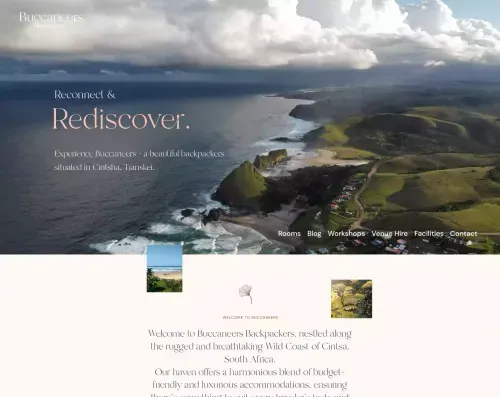 Buccaneers
Reconnect &
Rediscover.
Experience Buccaneers - a beautiful backpackers
situated in Cintsha, Transkei.
Rooms Blog Workshops Venue Hire Facilities Contact
WELCOME TO BUCCANEERS
Welcome to Buccaneers Backpackers, nestled along
the rugged and breathtaking Wild Coast of Cintsa,
South Africa.
Our haven offers a harmonious blend of budget-
friendly and luxurious accommodations, ensuring